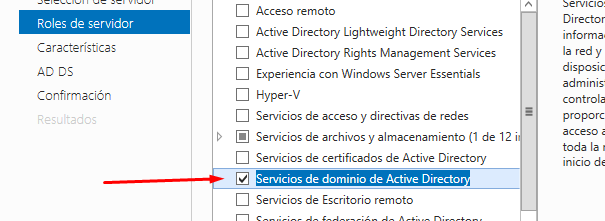 Selección de servidor
Roles de servidor
Características
AD DS
Confirmación
Resultados
Acceso remoto
Active Directory Lightweight Directory Services
Active Directory Rights Management Services
Experiencia con Windows Server Essentials
Hyper-V
Servicios de acceso y directivas de redes
Servicios de archivos y almacenamiento (1 de 12 in
Servicios de certificados de Active Directory
Servicios de dominio de Active Directory
Servicios de Escritorio remoto
Servicios de federación de Active Directory
Servicios
Director
informa
la red y
disposic
administ
controla
proporc
acceso a
toda la r
inicio de